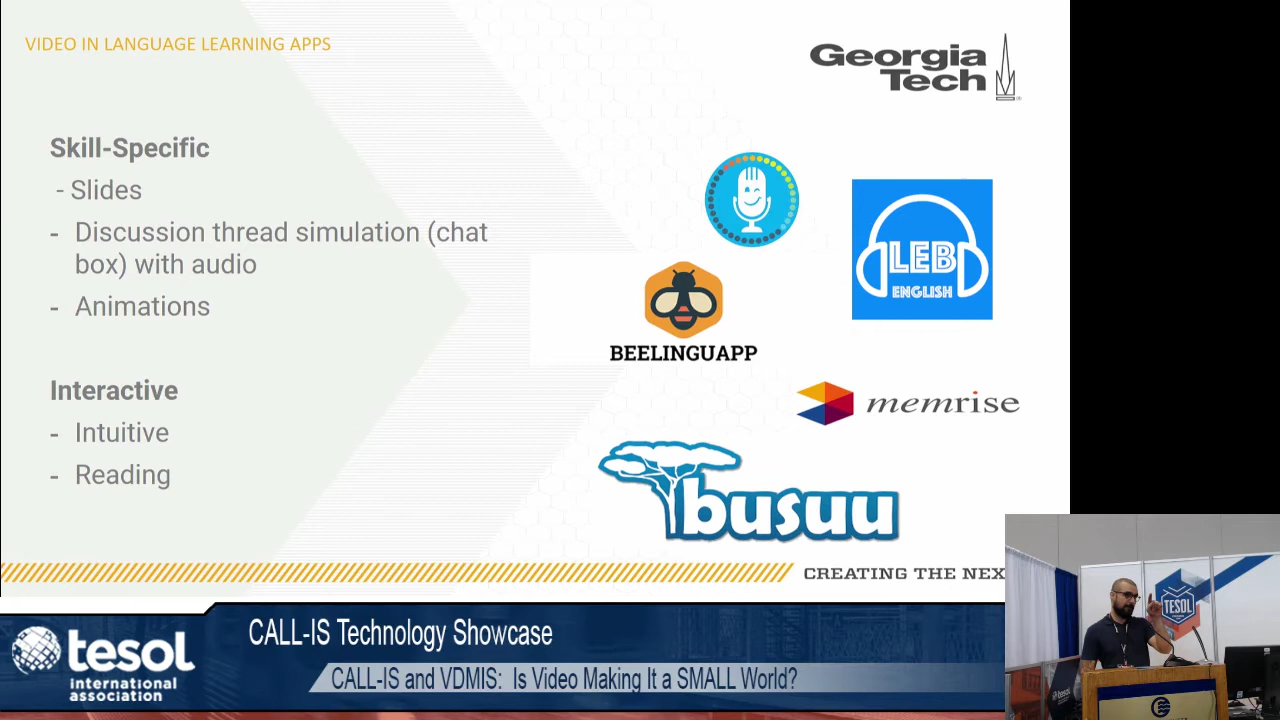 VIDEO IN LANGUAGE LEARNING APPS
Georgia
Tech
Skill-Specific
- Slides
- Discussion thread simulation (chat
box) with audio
- Animations
Interactive
- Intuitive
- Reading
LEB
ENGLISH
BEELINGUAPP
memrise
busuu
CREATING THE NEX
TESOL
tesol
tesol
international
association
CALL-IS Technology Showcase
CALL-IS and VDMIS: Is Video Making It a SMALL World?